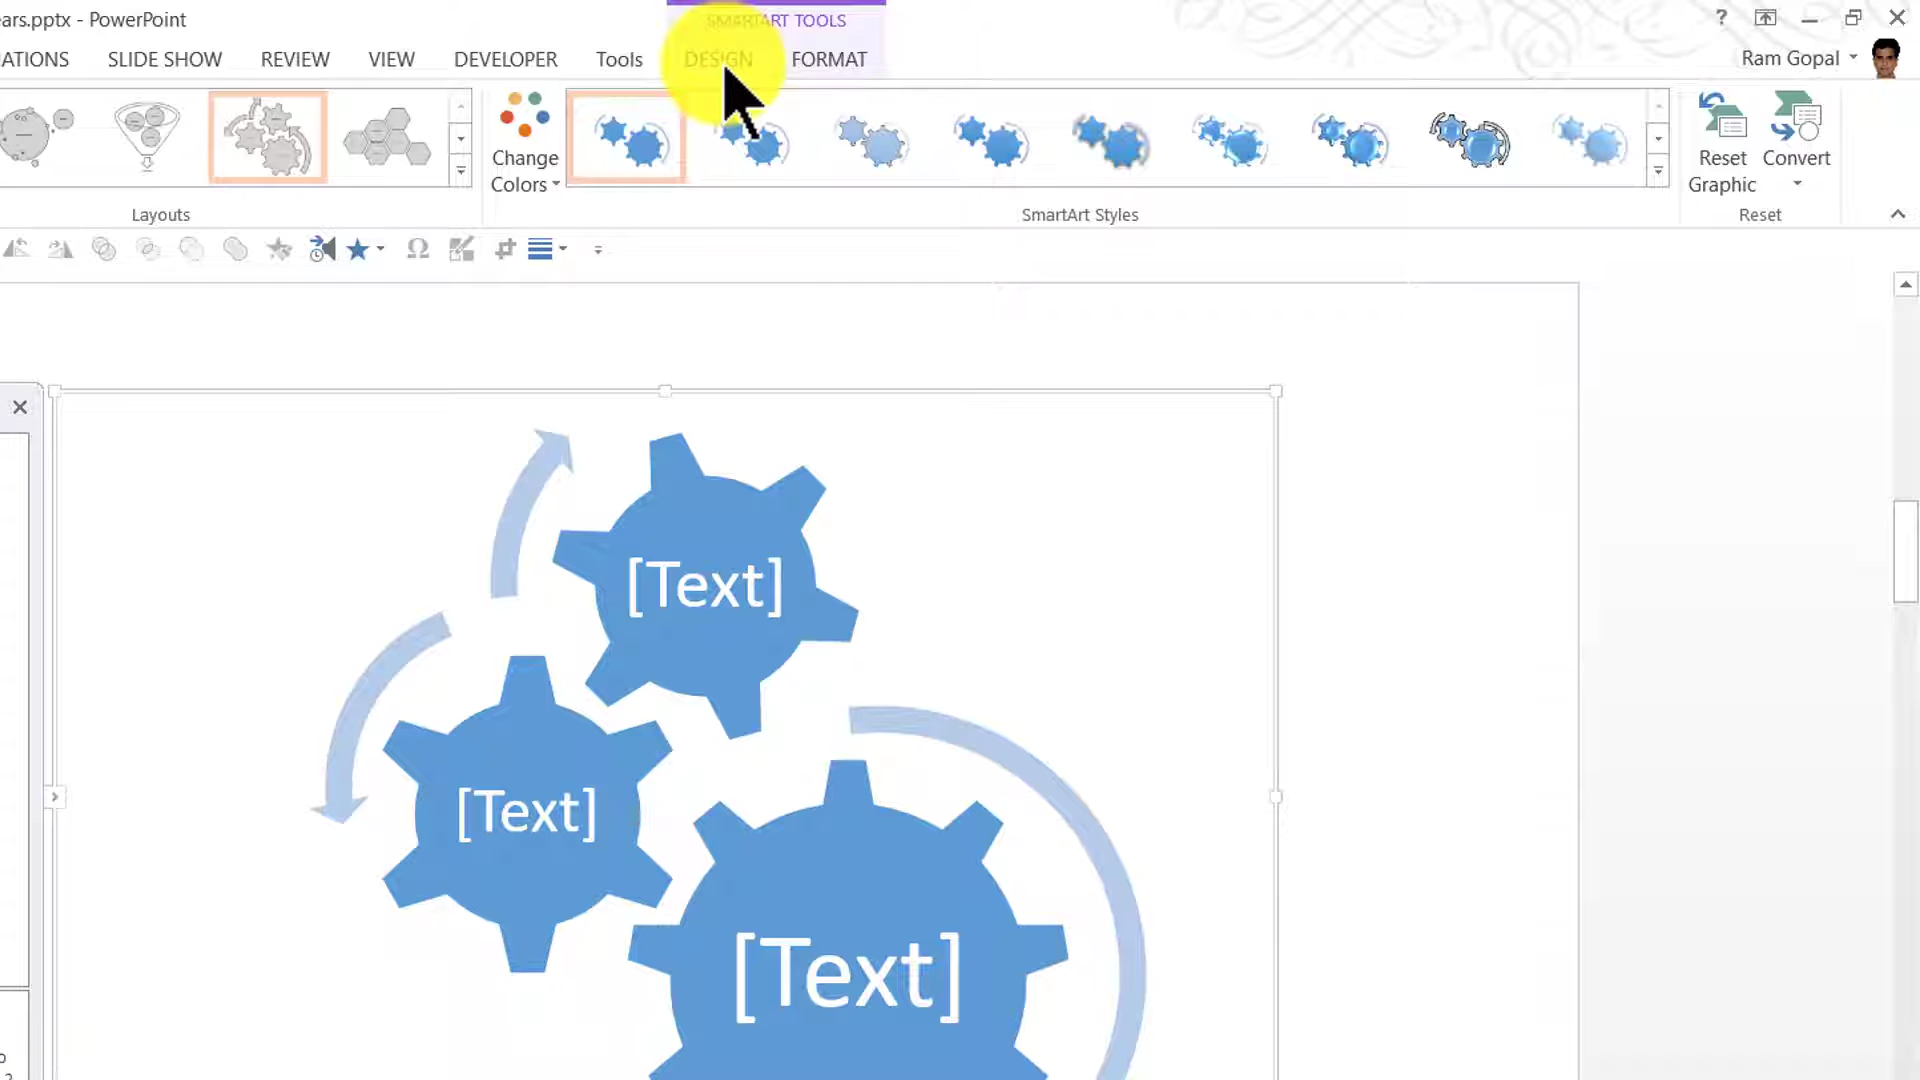 ears.pptx - PowerPoint
SMARTART TOOLS
?
ATIONS SLIDE SHOW REVIEW VIEW DEVELOPER Tools DESIGN FORMAT
Ram Gopal
Change
Colors
Reset
Graphic
Convert
Layouts
SmartArt Styles
Reset
[Text]
[Text]
[Text]